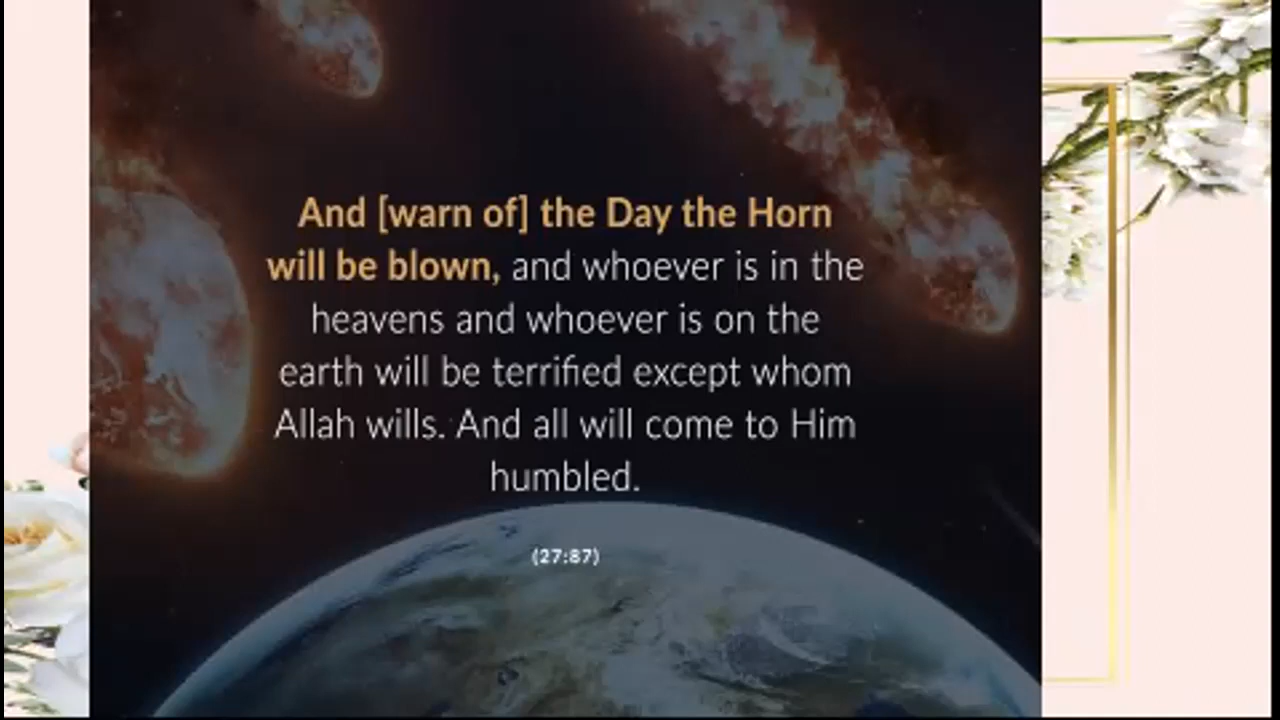 And [warn of] the Day the Horn
will be blown, and whoever is in the
heavens and whoever is on the
earth will be terrified except whom
Allah wills. And all will come to Him
humbled.
(27:87)